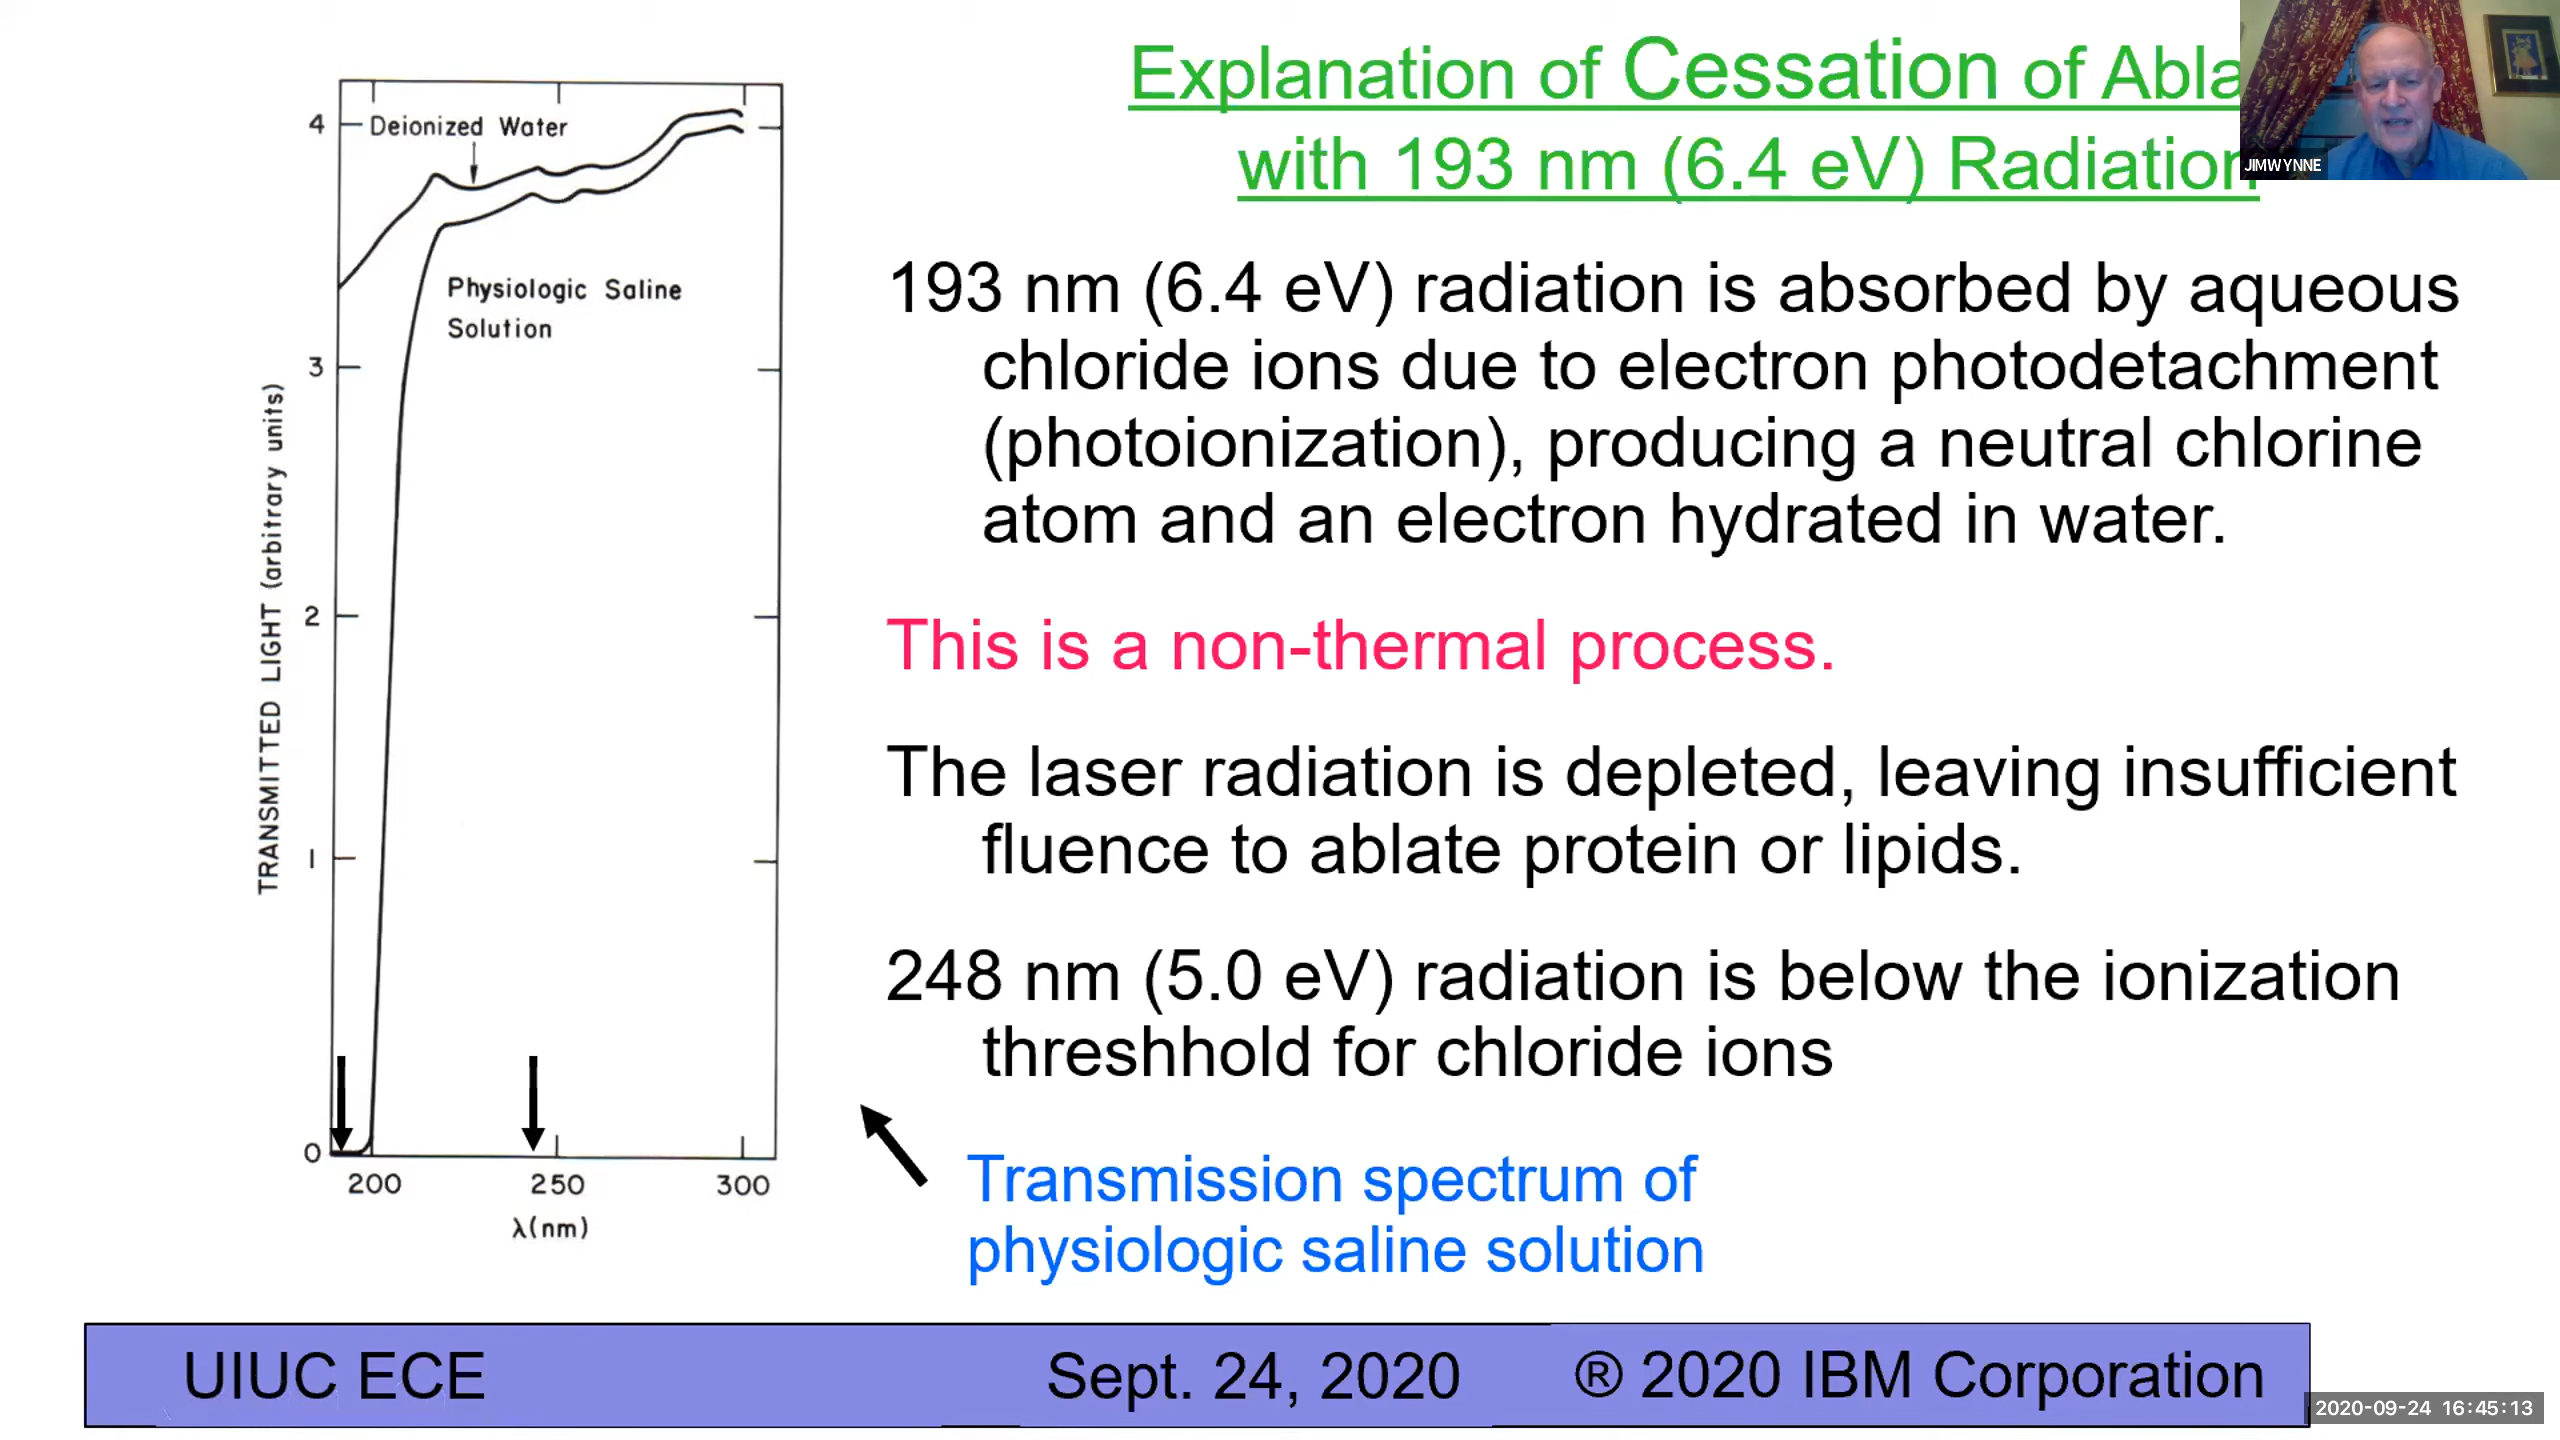 Explanation of Cessation of Abla
with 193 nm (6.4 eV) Radiation
JIMWYNNE
4
Deionized Water
Physiologic Saline
Solution
3
2
1
0
200 250 300
λ(nm)
TRANSMITTED LIGHT (arbitrary units)
193 nm (6.4 eV) radiation is absorbed by aqueous
chloride ions due to electron photodetachment
(photoionization), producing a neutral chlorine
atom and an electron hydrated in water.
This is a non-thermal process.
The laser radiation is depleted, leaving insufficient
fluence to ablate protein or lipids.
248 nm (5.0 eV) radiation is below the ionization
threshhold for chloride ions
Transmission spectrum of
physiologic saline solution
UIUC ECE Sept. 24, 2020 ® 2020 IBM Corporation
2020-09-24 16:45:13